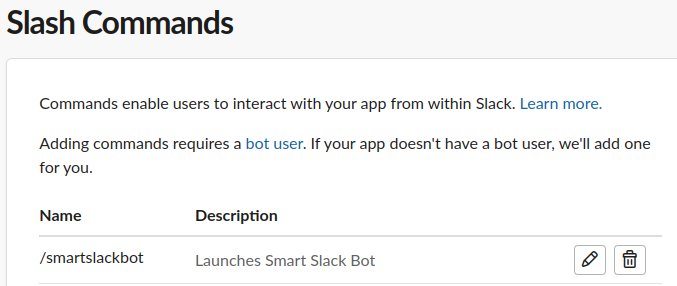 Slash Commands
Commands enable users to interact with your app from within Slack. Learn more.
Adding commands requires a bot user. If your app doesn't have a bot user, we'll add one
for you.
Name Description
/smartslackbot Launches Smart Slack Bot